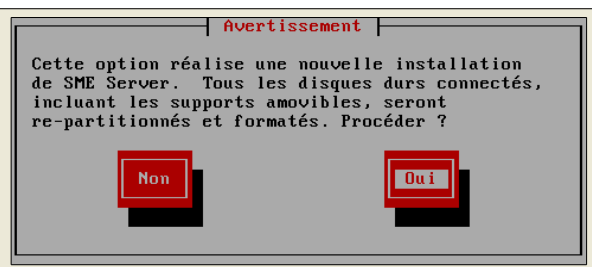 Avertissement
Cette option réalise une nouvelle installation
de SME Server.  Tous les disques durs connectés,
incluant les supports amovibles, seront
re-partitionnés et formatés. Procéder ?
Non Oui